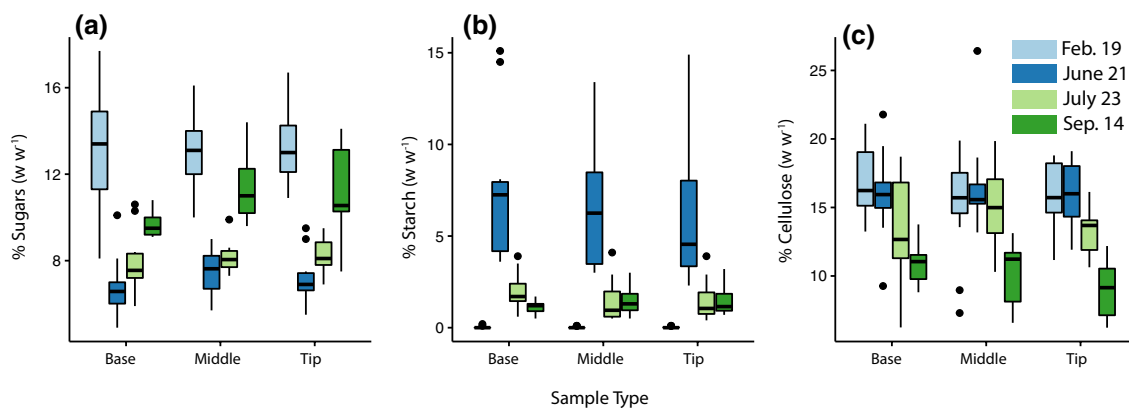 (a)
(b)
(c)
Feb. 19
June 21
July 23
Sep. 14
% Sugars (w w⁻¹)
16
12
8
Base
Middle
Tip
% Starch (w w⁻¹)
15
10
5
0
Base
Middle
Tip
% Cellulose (w w⁻¹)
25
20
15
10
Base
Middle
Tip
Sample Type